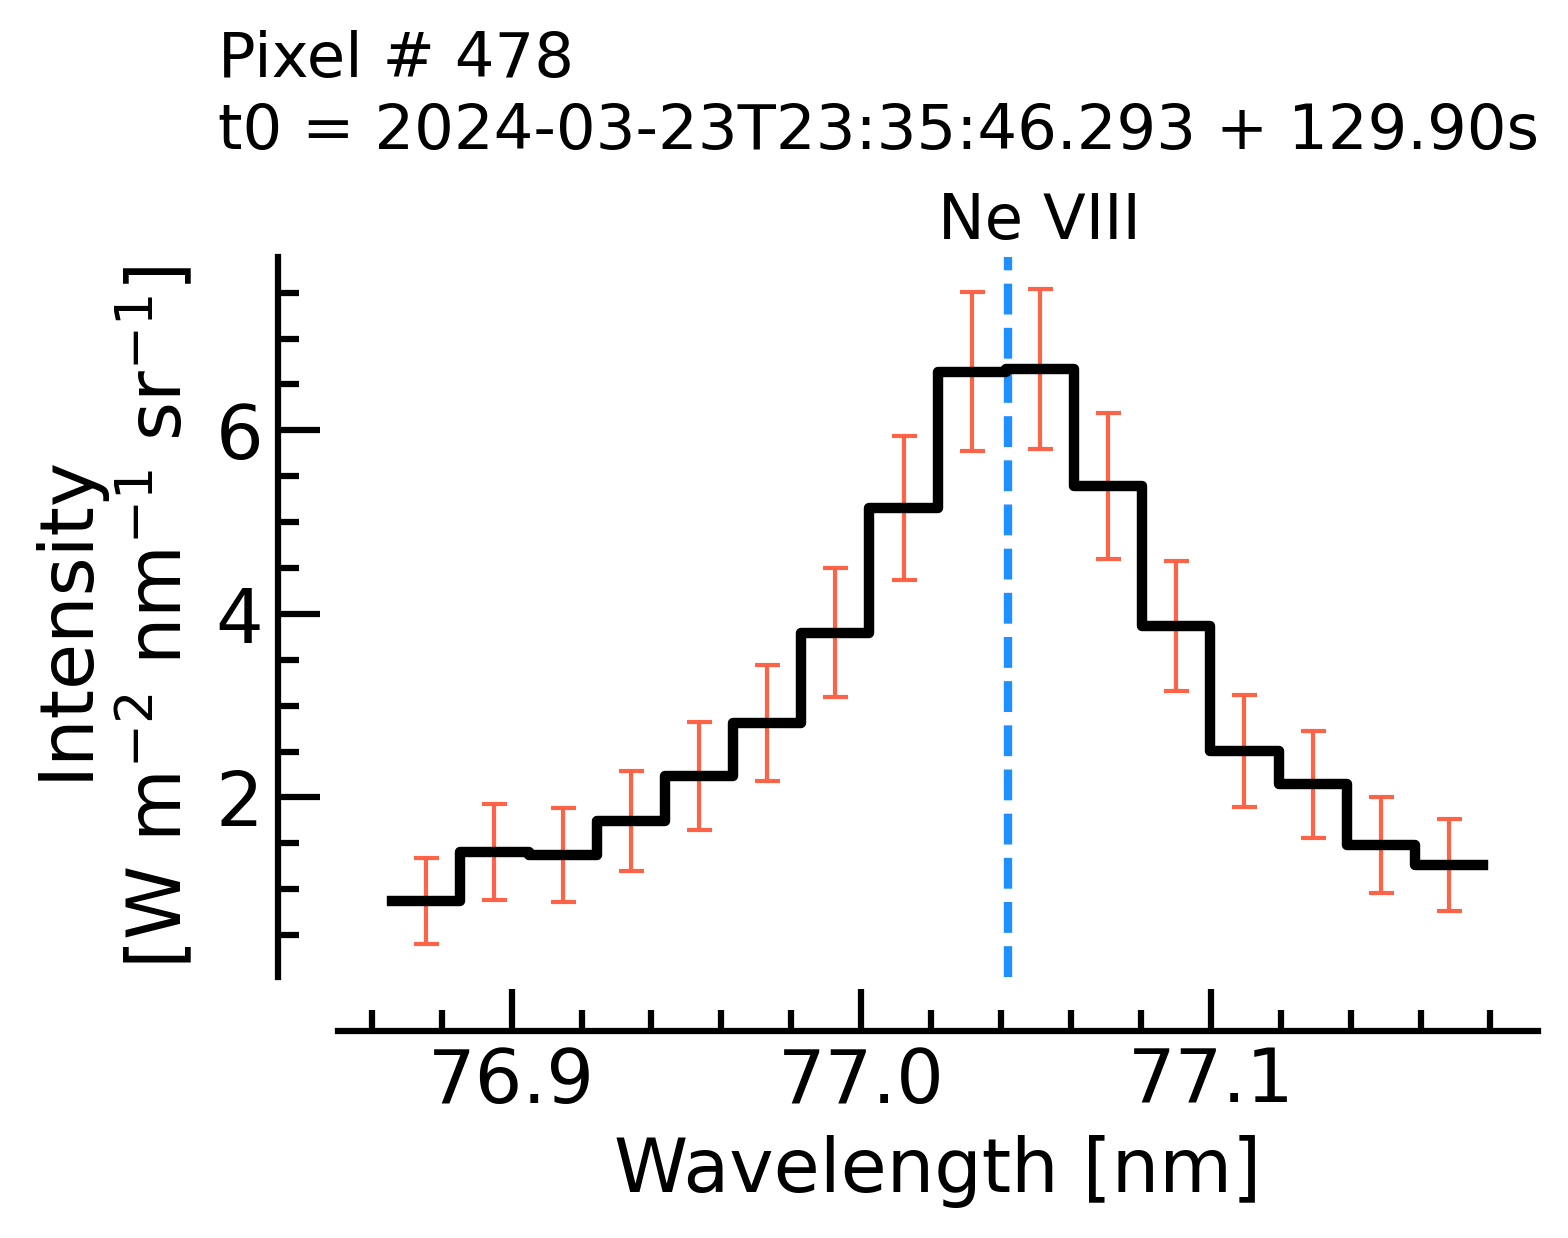 Pixel # 478
t0 = 2024-03-23T23:35:46.293 + 129.90s
Ne VIII
Intensity
[W m⁻² nm⁻¹ sr⁻¹]
6
4
2
76.9 77.0 77.1
Wavelength [nm]